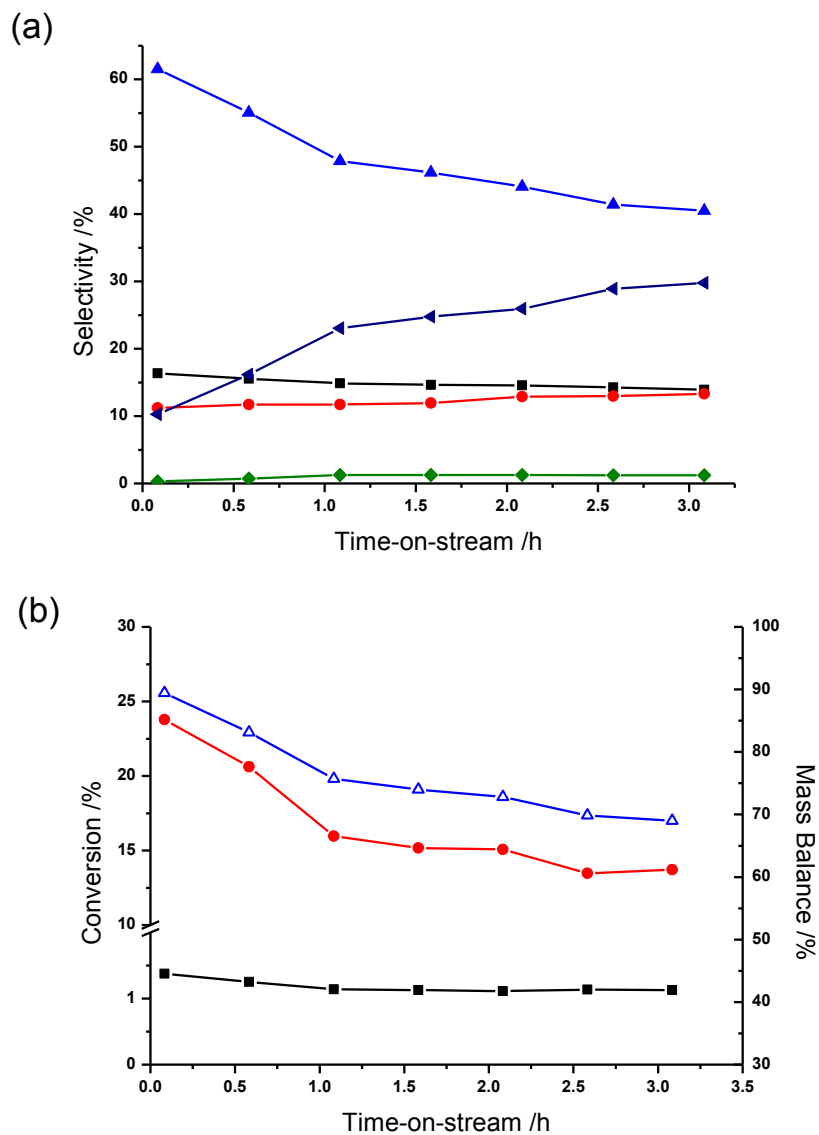 (a)
60
50
40
30
20
10
0
Selectivity /%
0.0 0.5 1.0 1.5 2.0 2.5 3.0
Time-on-stream /h
(b)
30
25
20
15
10
1
0
Conversion /%
100
90
80
70
60
50
40
30
Mass Balance /%
0.0 0.5 1.0 1.5 2.0 2.5 3.0 3.5
Time-on-stream /h